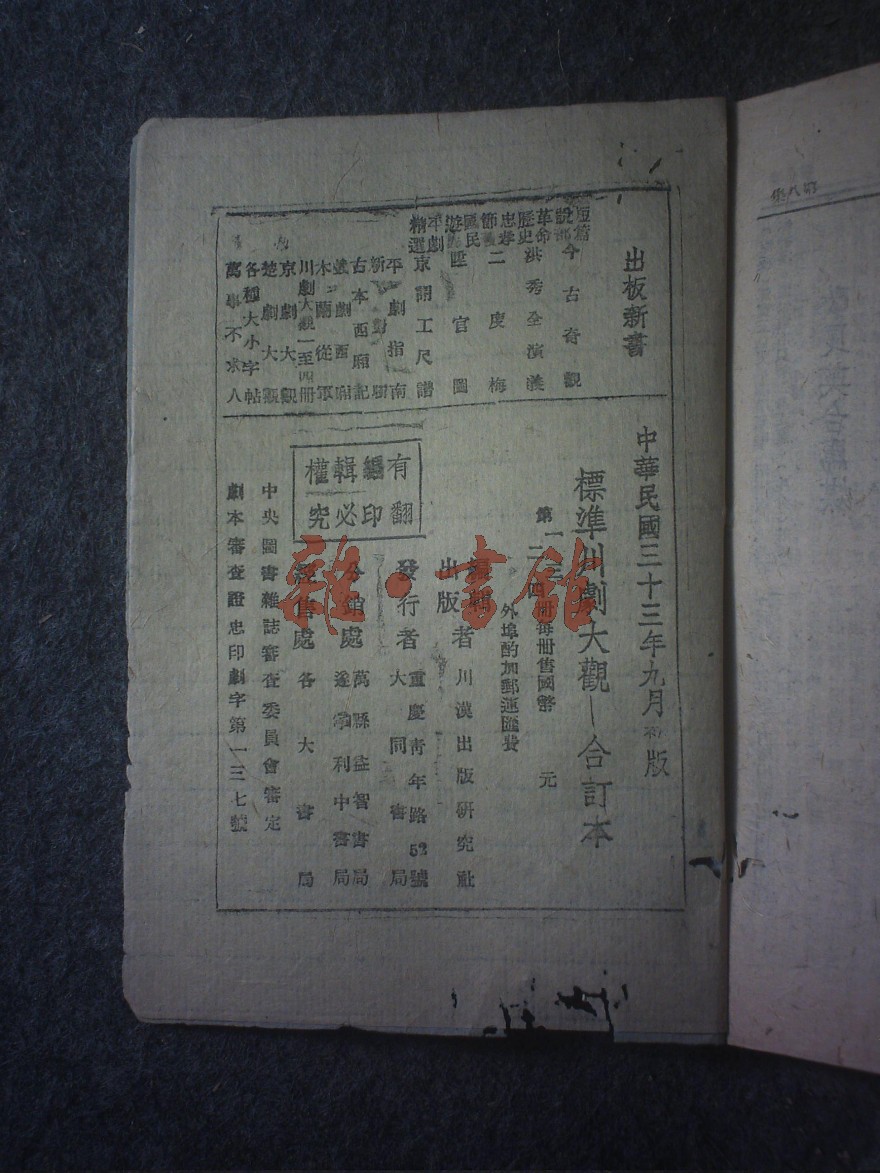 出板新書
短篇說部 今古奇觀
革命歷史 洪秀全演義
忠孝節義 二度梅
國民遊 陞官圖
平劇精選 京調工尺譜
平劇指南
新對
古本西廂記
戲劇西廂
木蘭從軍
川劇大觀一至四冊
京劇大觀
楚劇大觀
各種大小字帖
萬事不求人
中華民國三十三年九月初版
標準川劇大觀—合訂本
第一二三四冊每冊售國幣 元
外埠酌加郵運匯費
編輯出版者 川漢出版研究社
發行者 重慶青年路52號大同書局
分銷處 萬縣益智書局 遂寧利中書局
經售處 各大書局
有編輯權
翻印必究
中央圖書雜誌審查委員會審定
劇本審查證忠印劇字第一三七號
雜·書館